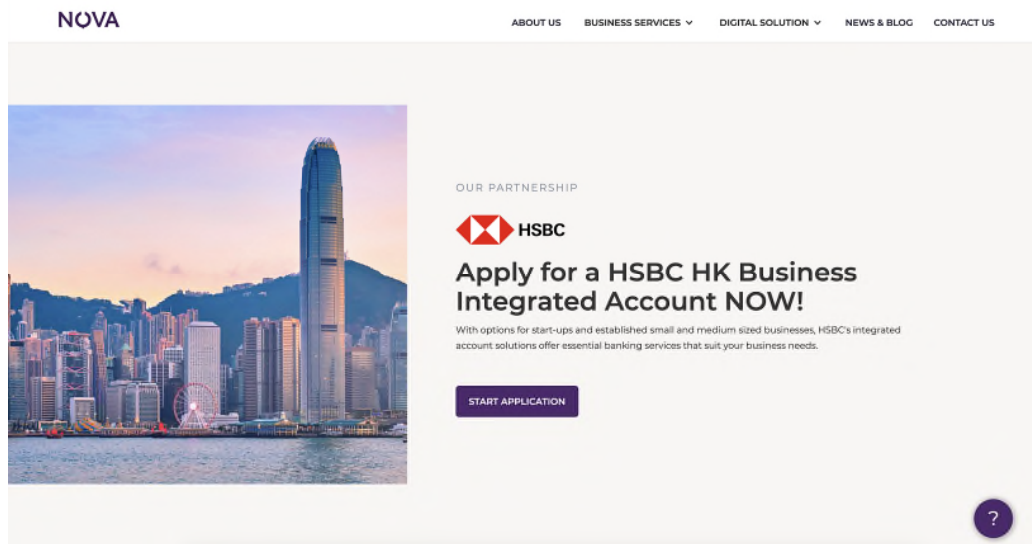 NOVA
ABOUT US
BUSINESS SERVICES
DIGITAL SOLUTION
NEWS & BLOG
CONTACT US
OUR PARTNERSHIP
HSBC
Apply for a HSBC HK Business
Integrated Account NOW!
With options for start-ups and established small and medium sized businesses, HSBC's integrated
account solutions offer essential banking services that suit your business needs.
START APPLICATION
?